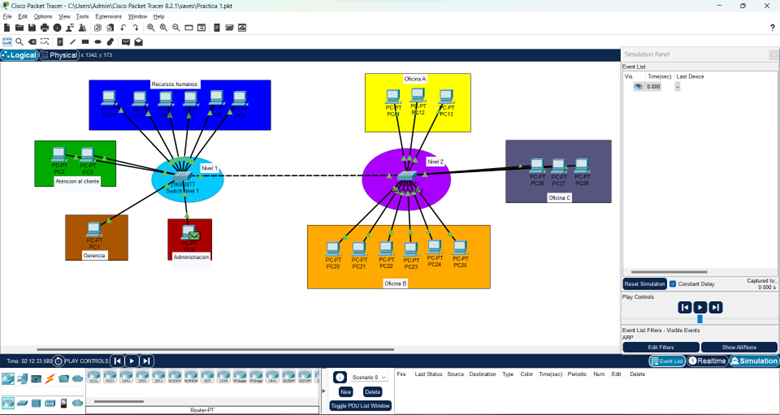 Cisco Packet Tracer - C:\Users\Admin\Cisco Packet Tracer 8.2.1\saves\Practica 1.pkt
File Edit Options View Tools Extensions Window Help
Logical Physical x: 1342, y: 173
Recursos humanos
Atencion al cliente
PC-PT
PC2
PC-PT
Nivel 1
Switch Nivel 1
PC-PT
PC1
Gerencia
PC-PT
Administracion
Oficina A
PC-PT
PC-PT
PC12
PC-PT
PC13
Nivel 2
PC-PT
PC26
PC-PT
PC27
PC-PT
Oficina C
PC-PT
PC20
PC-PT
PC21
PC-PT
PC22
PC-PT
PC23
PC-PT
PC24
PC-PT
PC25
Oficina B
Simulation Panel
Event List
Vis. Time(sec) Last Device
0.000 --
Reset Simulation Constant Delay
Captured to:
0.000 s
Play Controls
Event List Filters - Visible Events
ARP
Edit Filters Show All/None
Time: 02:12:33.580 PLAY CONTROLS
Event List Realtime Simulation
Scenario 0
New Delete
Toggle PDU List Window
Fire Last Status Source Destination Type Color Time(sec) Periodic Num Edit Delete
Router-PT